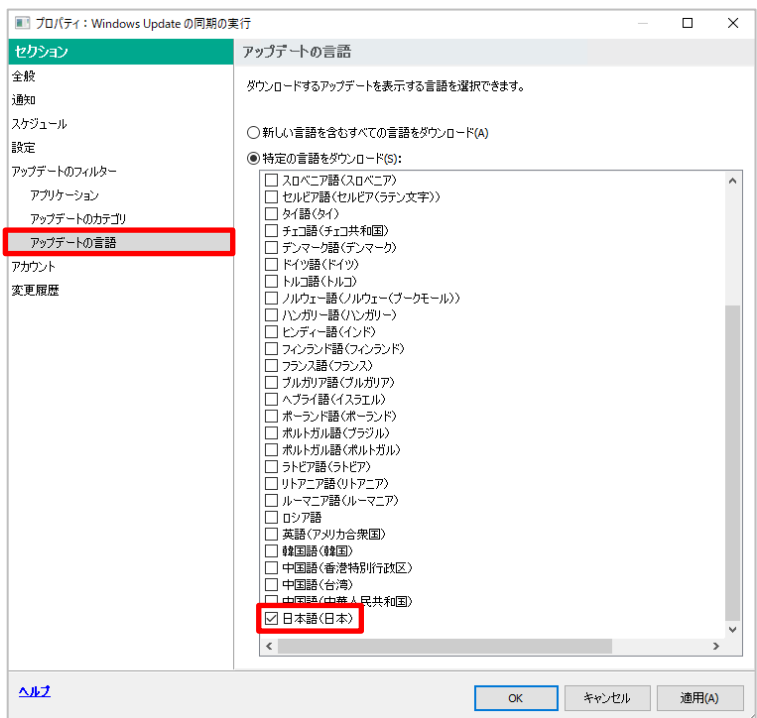 プロパティ：Windows Update の同期の実行
セクション
全般
通知
スケジュール
設定
アップデートのフィルター
アプリケーション
アップデートのカテゴリ
アップデートの言語
アカウント
変更履歴
アップデートの言語
ダウンロードするアップデートを表示する言語を選択できます。
新しい言語を含むすべての言語をダウンロード(A)
特定の言語をダウンロード(S):
スロベニア語(スロベニア)
セルビア語(セルビア(ラテン文字))
タイ語(タイ)
チェコ語(チェコ共和国)
デンマーク語(デンマーク)
ドイツ語(ドイツ)
トルコ語(トルコ)
ノルウェー語(ノルウェー(ブークモール))
ハンガリー語(ハンガリー)
ヒンディー語(インド)
フィンランド語(フィンランド)
フランス語(フランス)
ブルガリア語(ブルガリア)
ヘブライ語(イスラエル)
ポーランド語(ポーランド)
ポルトガル語(ブラジル)
ポルトガル語(ポルトガル)
ラトビア語(ラトビア)
リトアニア語(リトアニア)
ルーマニア語(ルーマニア)
ロシア語
英語(アメリカ合衆国)
韓国語(韓国)
中国語(香港特別行政区)
中国語(台湾)
中国語(中華人民共和国)
日本語(日本)
ヘルプ
OK
キャンセル
適用(A)